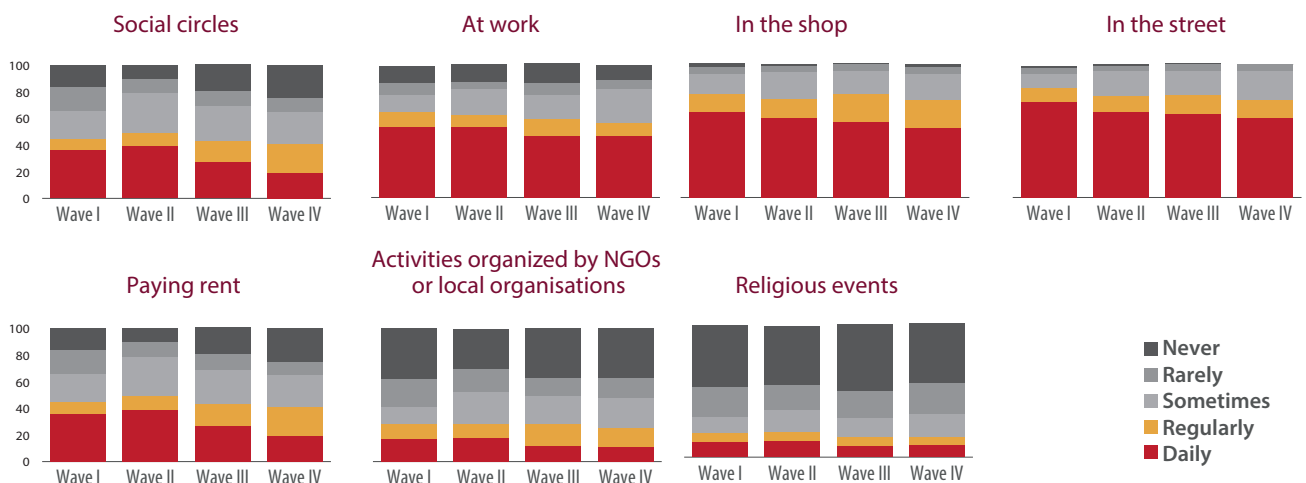 Social circles
At work
In the shop
In the street
100
80
60
40
20
0
Wave I Wave II Wave III Wave IV
Wave I Wave II Wave III Wave IV
Wave I Wave II Wave III Wave IV
Wave I Wave II Wave III Wave IV
Paying rent
Activities organized by NGOs
or local organisations
Religious events
100
80
60
40
20
0
Wave I Wave II Wave III Wave IV
Wave I Wave II Wave III Wave IV
Wave I Wave II Wave III Wave IV
Never
Rarely
Sometimes
Regularly
Daily